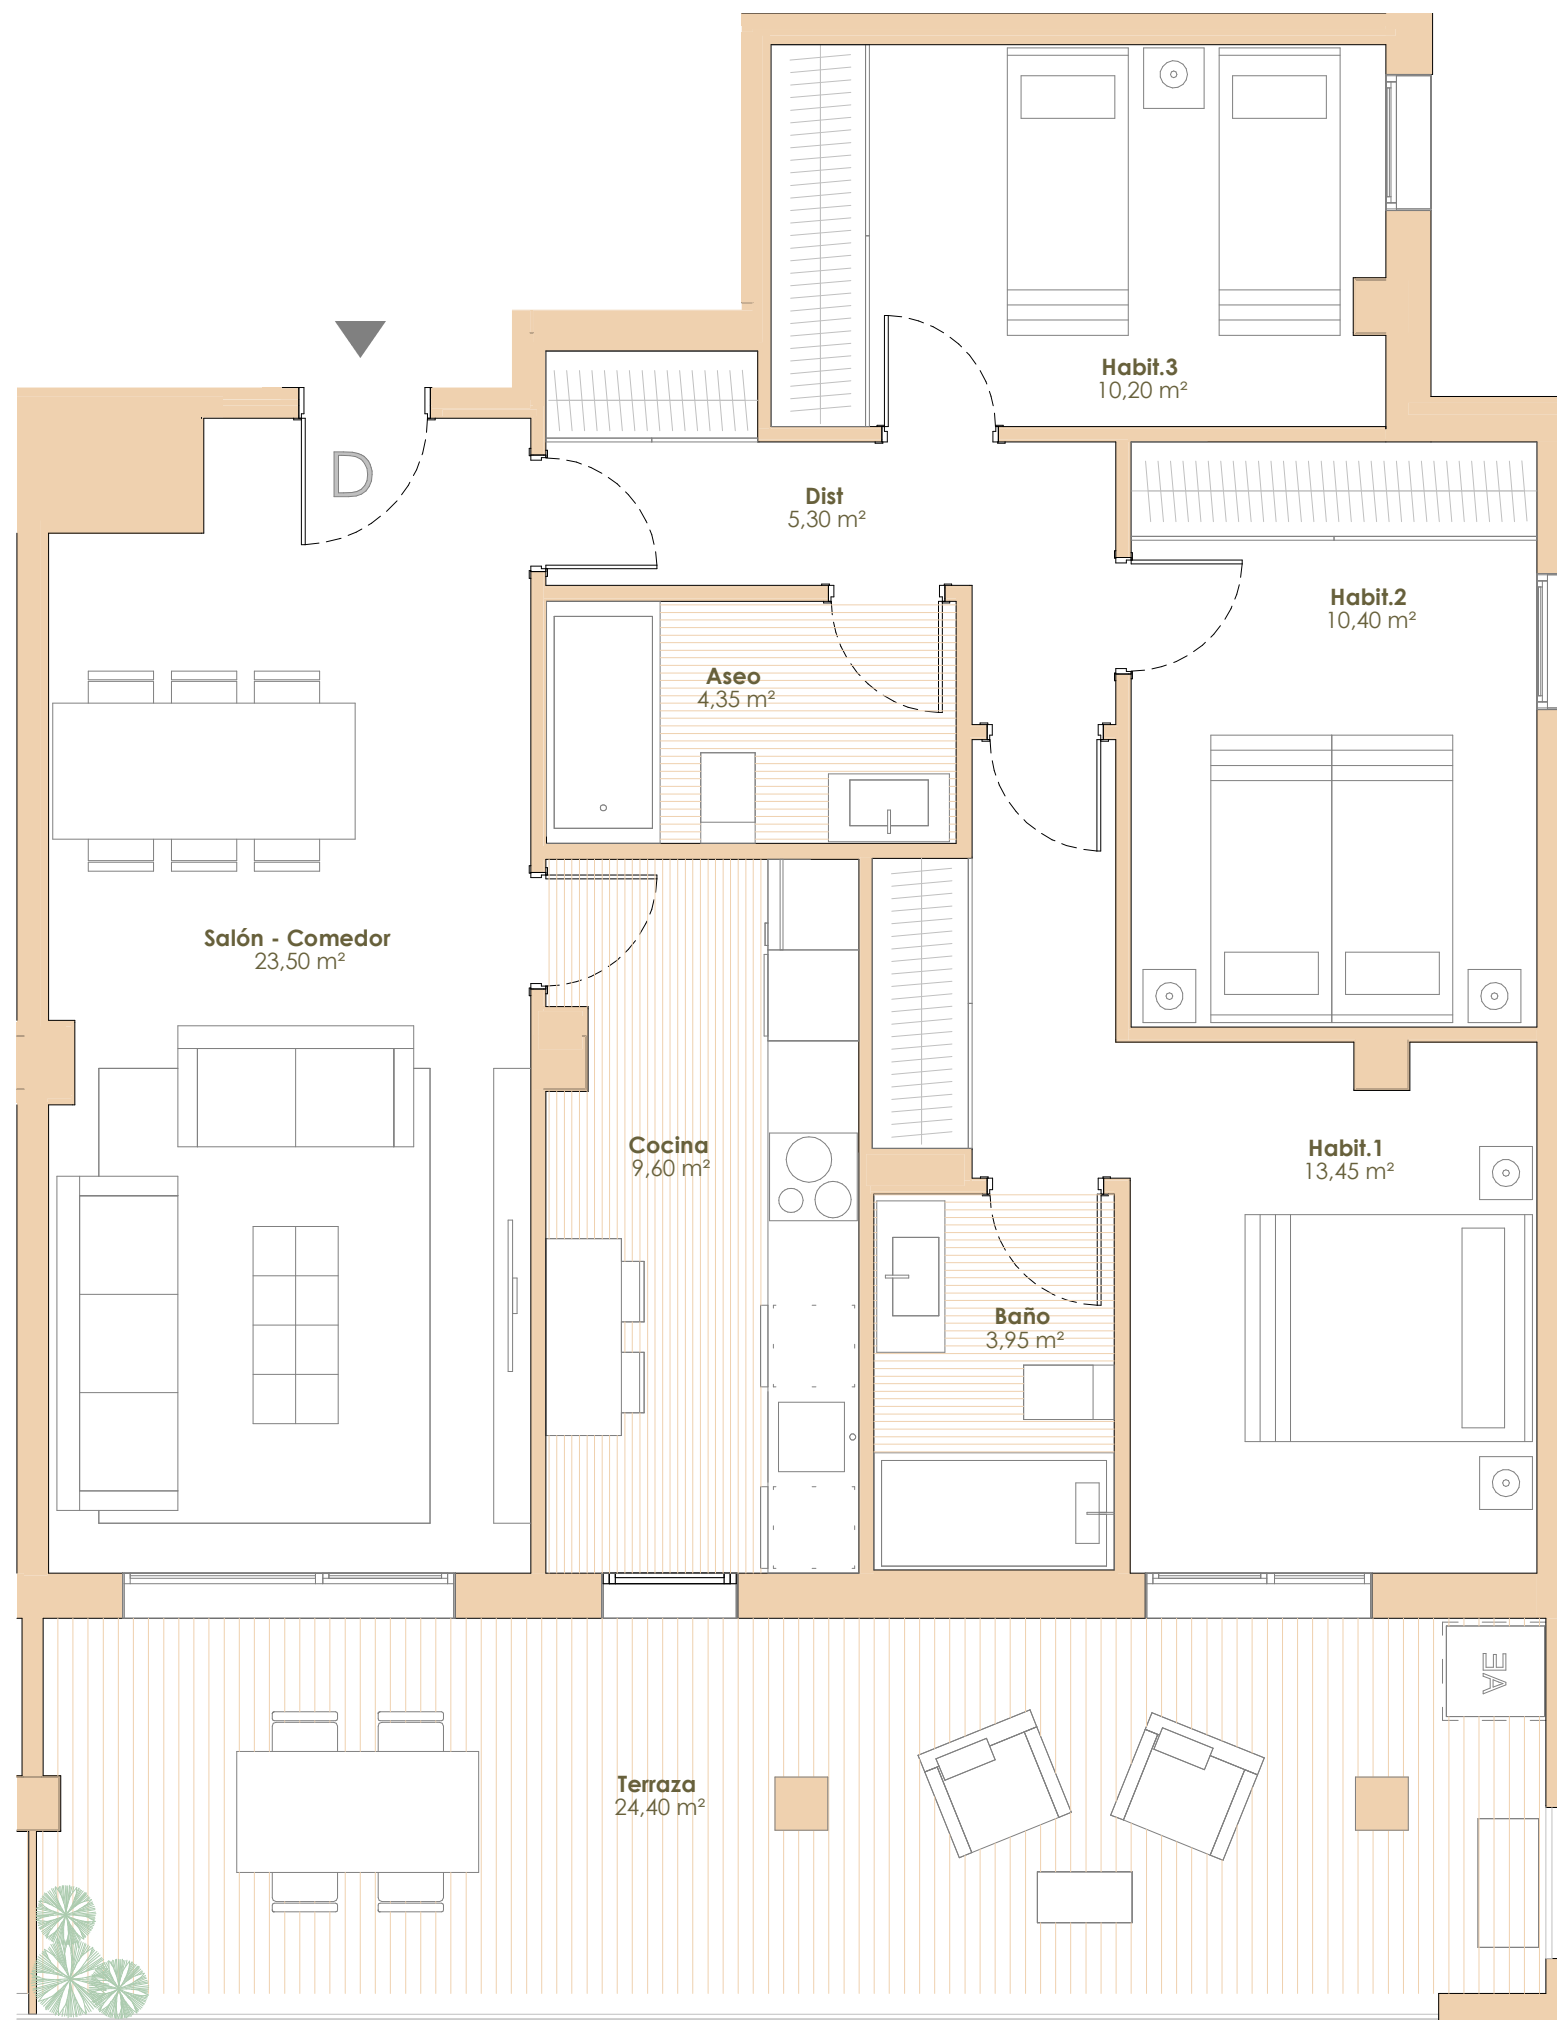 Habit.3
10,20 m²
D
Dist
5,30 m²
Habit.2
10,40 m²
Aseo
4,35 m²
Salón - Comedor
23,50 m²
Cocina
9,60 m²
Habit.1
13,45 m²
Baño
3,95 m²
AE
Terraza
24,40 m²